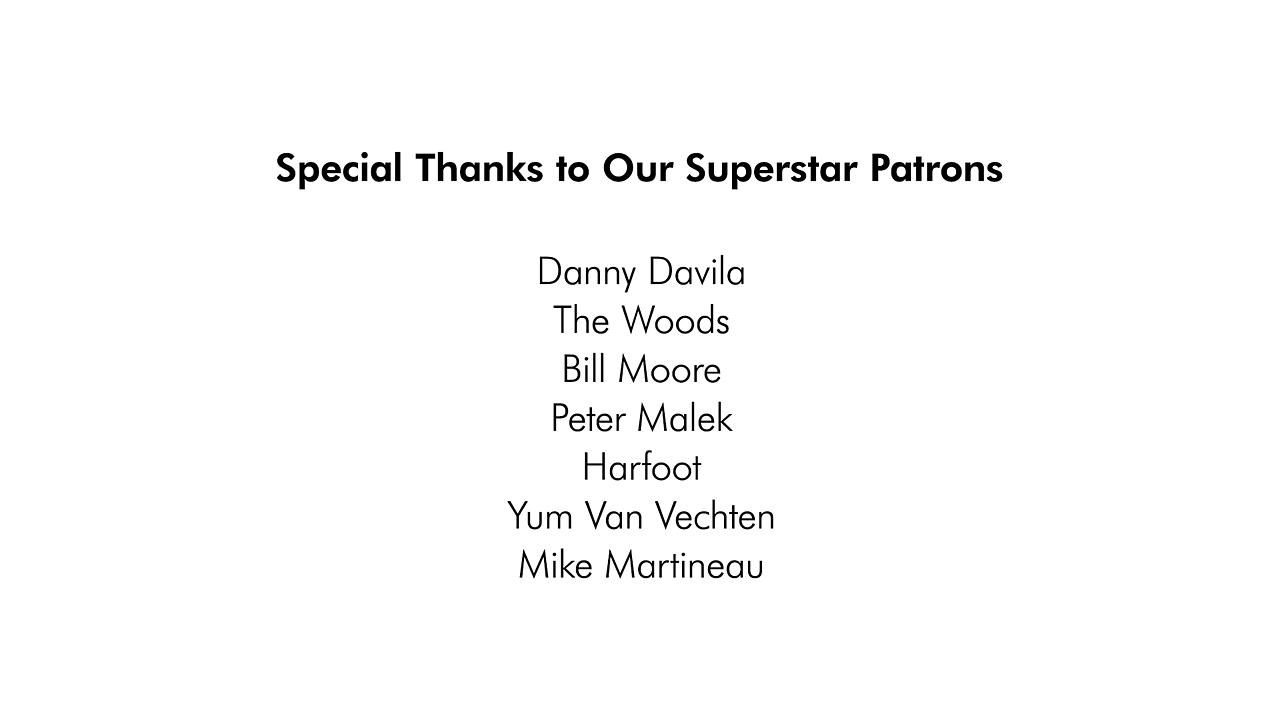 Special Thanks to Our Superstar Patrons
Danny Davila
The Woods
Bill Moore
Peter Malek
Harfoot
Yum Van Vechten
Mike Martineau